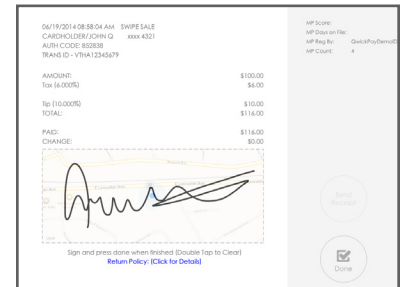 06/19/2014 08:58:04 AM SWIPE SALE
CARDHOLDER/JOHN Q xxxx 4321
AUTH CODE: 852838
TRANS ID - VTHA12345679
AMOUNT: $100.00
Tax (6.000%) $6.00
Tip (10.000%) $10.00
TOTAL: $116.00
PAID: $116.00
CHANGE: $0.00
Sign and press done when finished (Double Tap to Clear)
Return Policy: (Click for Details)
MP Score:
MP Days on File:
MP Reg By: QwickPayDemoID
MP Count: 4
Send
Receipt
Done